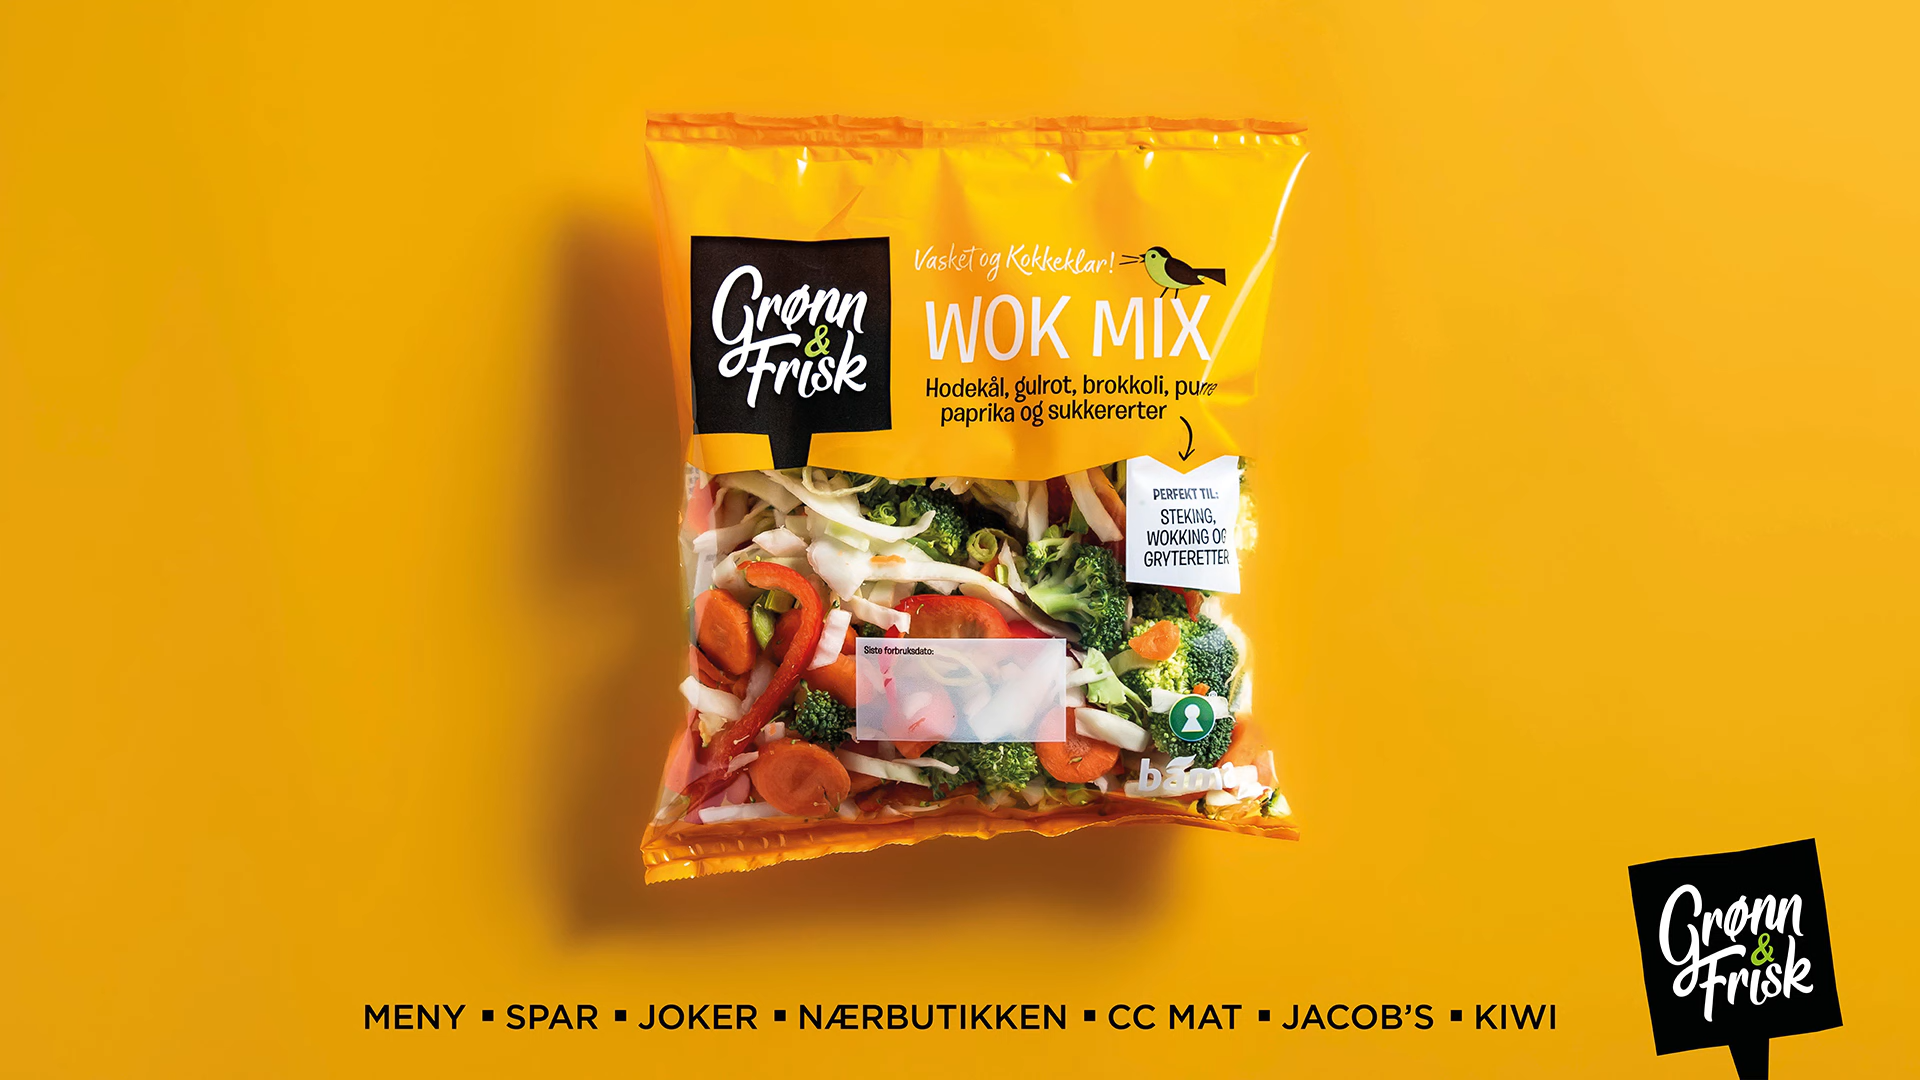 Grønn
&
Frisk
Vasket og Kokkeklar!
WOK MIX
Hodekål, gulrot, brokkoli, purre
paprika og sukkererter
PERFEKT TIL:
STEKING,
WOKKING OG
GRYTERETTER
Siste forbruksdato:
MENY ▪ SPAR ▪ JOKER ▪ NÆRBUTIKKEN ▪ CC MAT ▪ JACOB'S ▪ KIWI
Grønn
&
Frisk